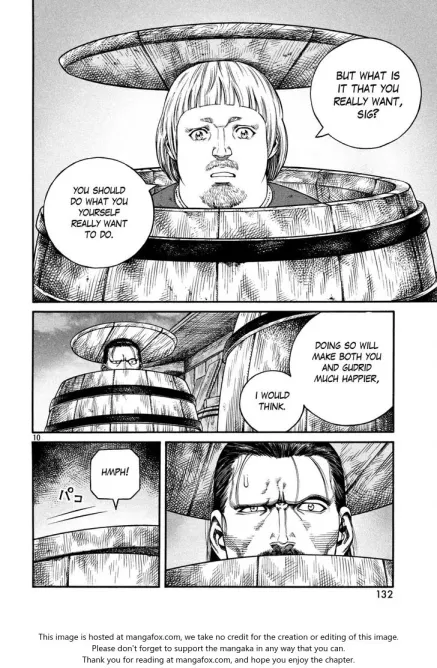 BUT WHAT IS
IT THAT YOU
REALLY WANT,
SIG?
YOU SHOULD
DO WHAT YOU
YOURSELF
REALLY WANT
TO DO.
DOING SO WILL
MAKE BOTH YOU
AND GUDRID
MUCH HAPPIER,
I WOULD
THINK.
10
HMPH!
パコ
132
This image is hosted at mangafox.com, we take no credit for the creation or editing of this image.
Please don't forget to support the mangaka in any way that you can.
Thank you for reading at mangafox.com, and hope you enjoy the chapter.